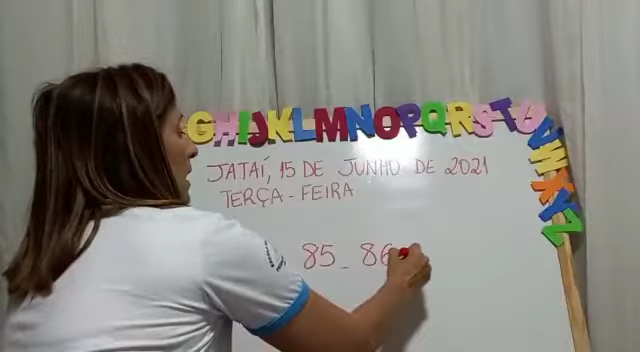 GHIJKLMNOPQRSTUVWXYZ
JATAÍ, 15 DE JUNHO DE 2021
TERÇA - FEIRA
85 - 86